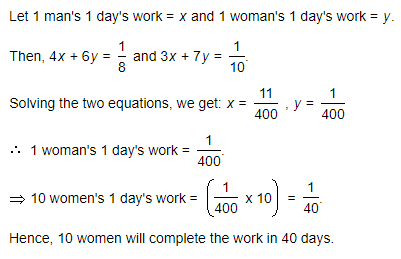 Let 1 man's 1 day's work = x and 1 woman's 1 day's work = y.
Then, 4x + 6y = 1/8 and 3x + 7y = 1/10.
Solving the two equations, we get: x = 11/400 , y = 1/400
∴ 1 woman's 1 day's work = 1/400.
⇒ 10 women's 1 day's work = (1/400 x 10) = 1/40.
Hence, 10 women will complete the work in 40 days.